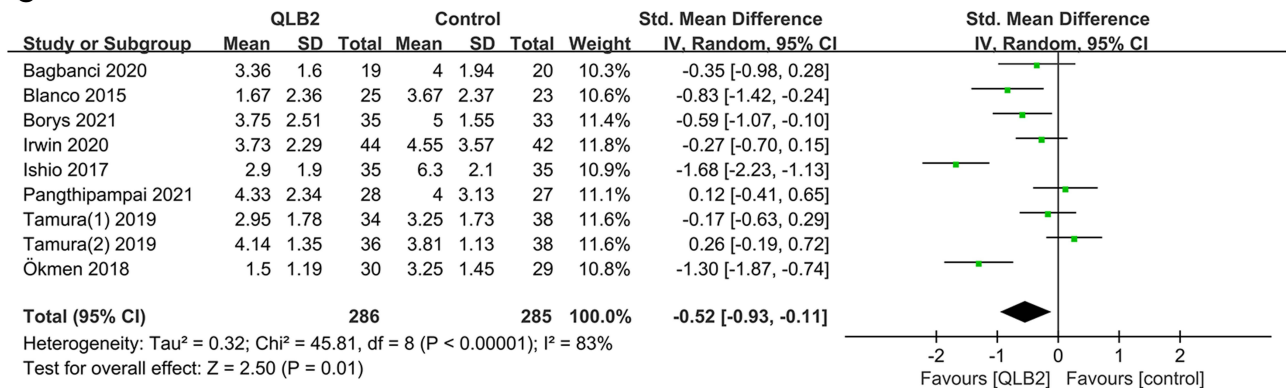 QLB2 Control Std. Mean Difference Std. Mean Difference
Study or Subgroup Mean SD Total Mean SD Total Weight IV, Random, 95% CI IV, Random, 95% CI
Bagbanci 2020 3.36 1.6 19 4 1.94 20 10.3% -0.35 [-0.98, 0.28]
Blanco 2015 1.67 2.36 25 3.67 2.37 23 10.6% -0.83 [-1.42, -0.24]
Borys 2021 3.75 2.51 35 5 1.55 33 11.4% -0.59 [-1.07, -0.10]
Irwin 2020 3.73 2.29 44 4.55 3.57 42 11.8% -0.27 [-0.70, 0.15]
Ishio 2017 2.9 1.9 35 6.3 2.1 35 10.9% -1.68 [-2.23, -1.13]
Pangthipampai 2021 4.33 2.34 28 4 3.13 27 11.1% 0.12 [-0.41, 0.65]
Tamura(1) 2019 2.95 1.78 34 3.25 1.73 38 11.6% -0.17 [-0.63, 0.29]
Tamura(2) 2019 4.14 1.35 36 3.81 1.13 38 11.6% 0.26 [-0.19, 0.72]
Ökmen 2018 1.5 1.19 30 3.25 1.45 29 10.8% -1.30 [-1.87, -0.74]
Total (95% CI) 286 285 100.0% -0.52 [-0.93, -0.11]
Heterogeneity: Tau² = 0.32; Chi² = 45.81, df = 8 (P < 0.00001); I² = 83%
Test for overall effect: Z = 2.50 (P = 0.01)
-2 -1 0 1 2
Favours [QLB2] Favours [control]